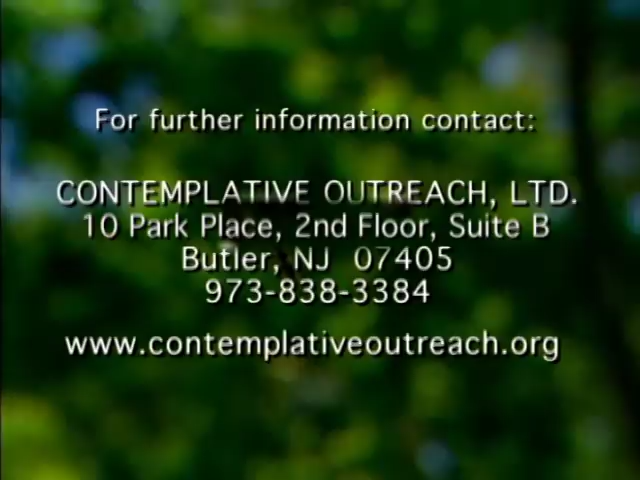 For further information contact:
CONTEMPLATIVE OUTREACH, LTD.
10 Park Place, 2nd Floor, Suite B
Butler, NJ 07405
973-838-3384
www.contemplativeoutreach.org